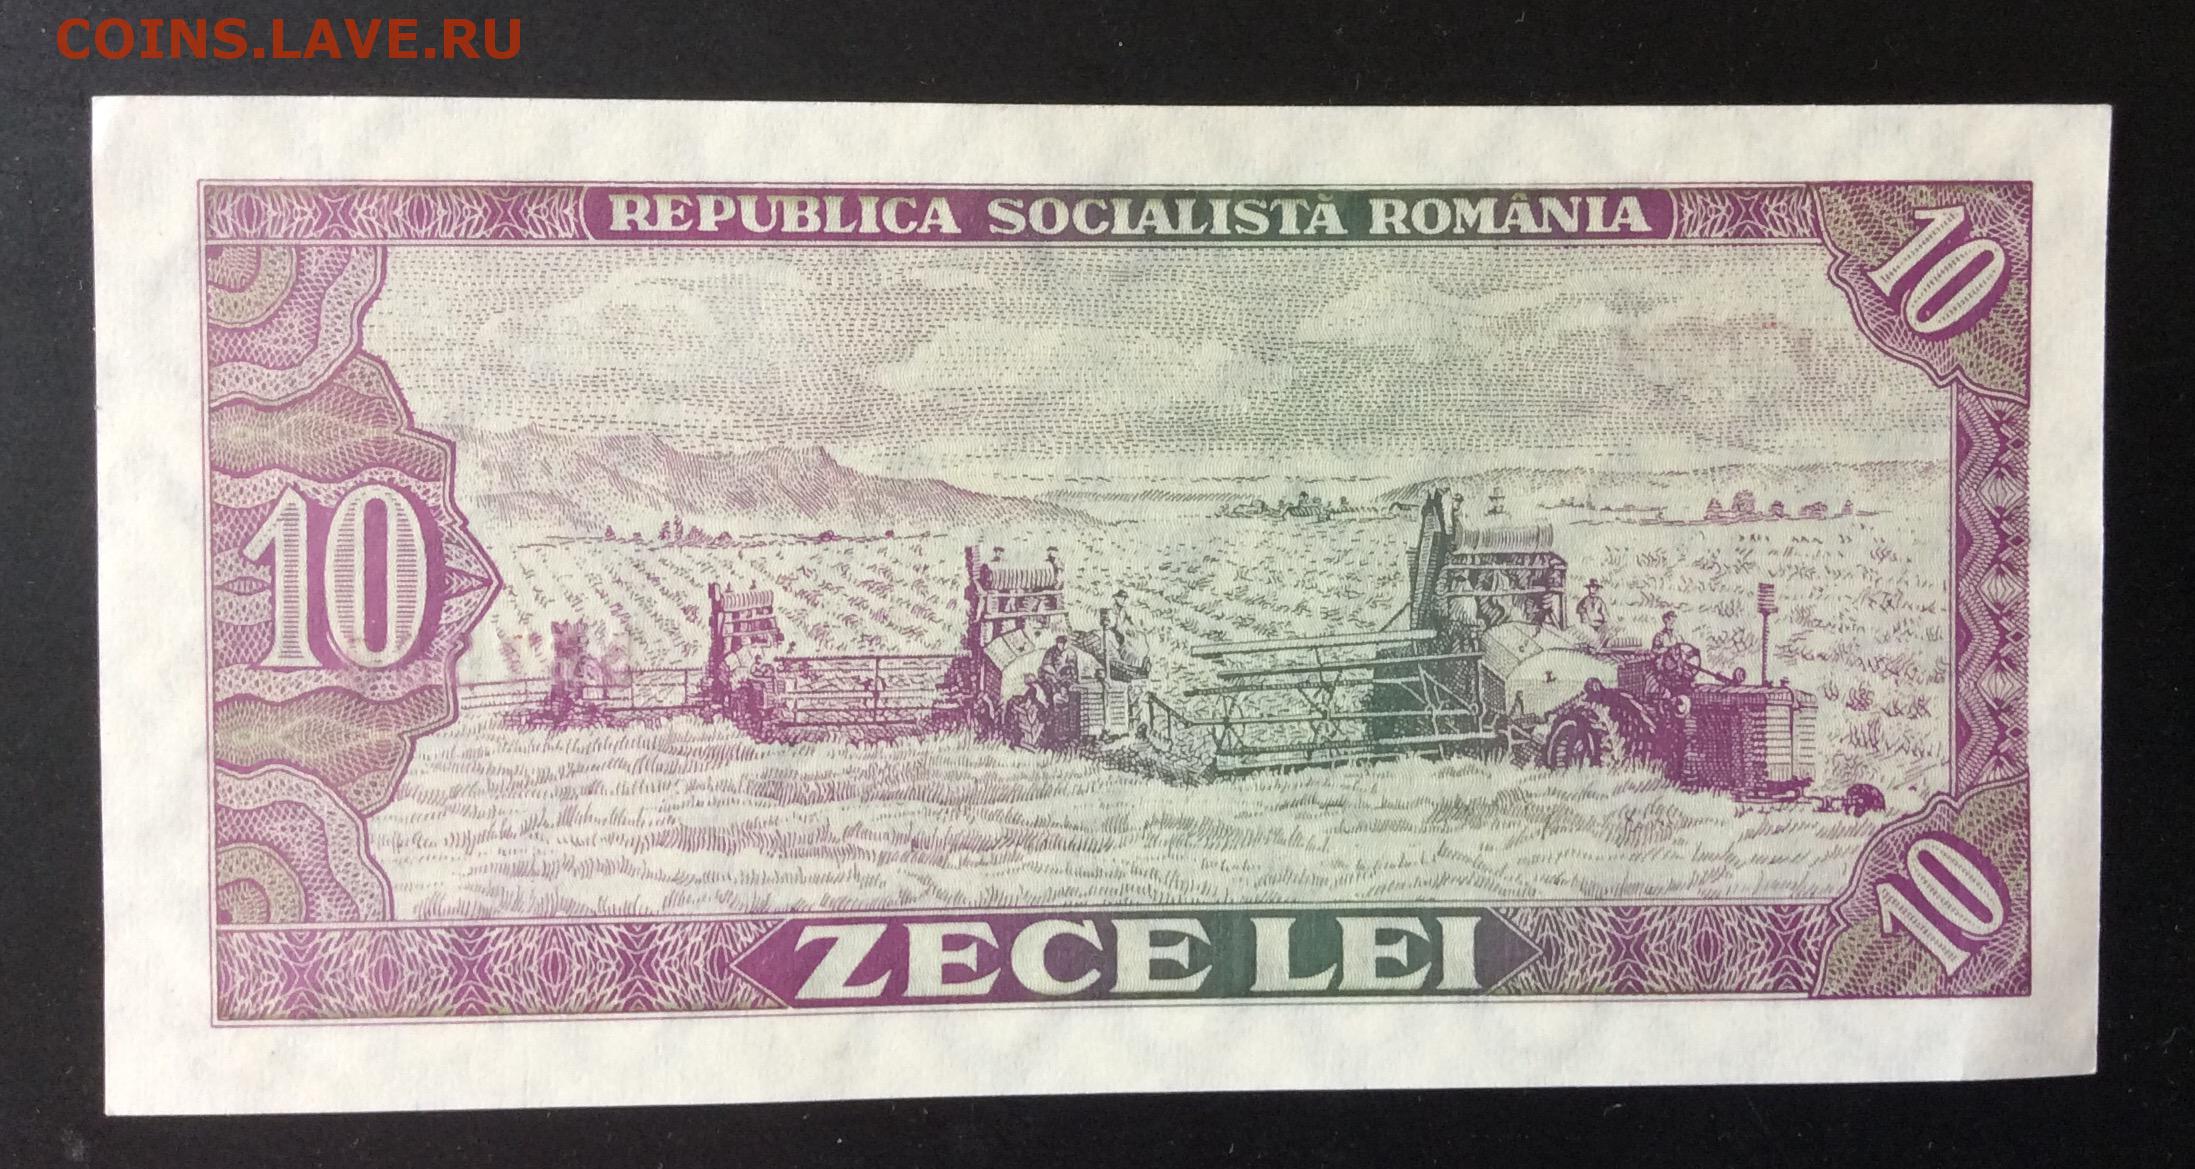 COINS.LAVE.RU
REPUBLICA SOCIALISTĂ ROMÂNIA
10
10
10
ZECE LEI